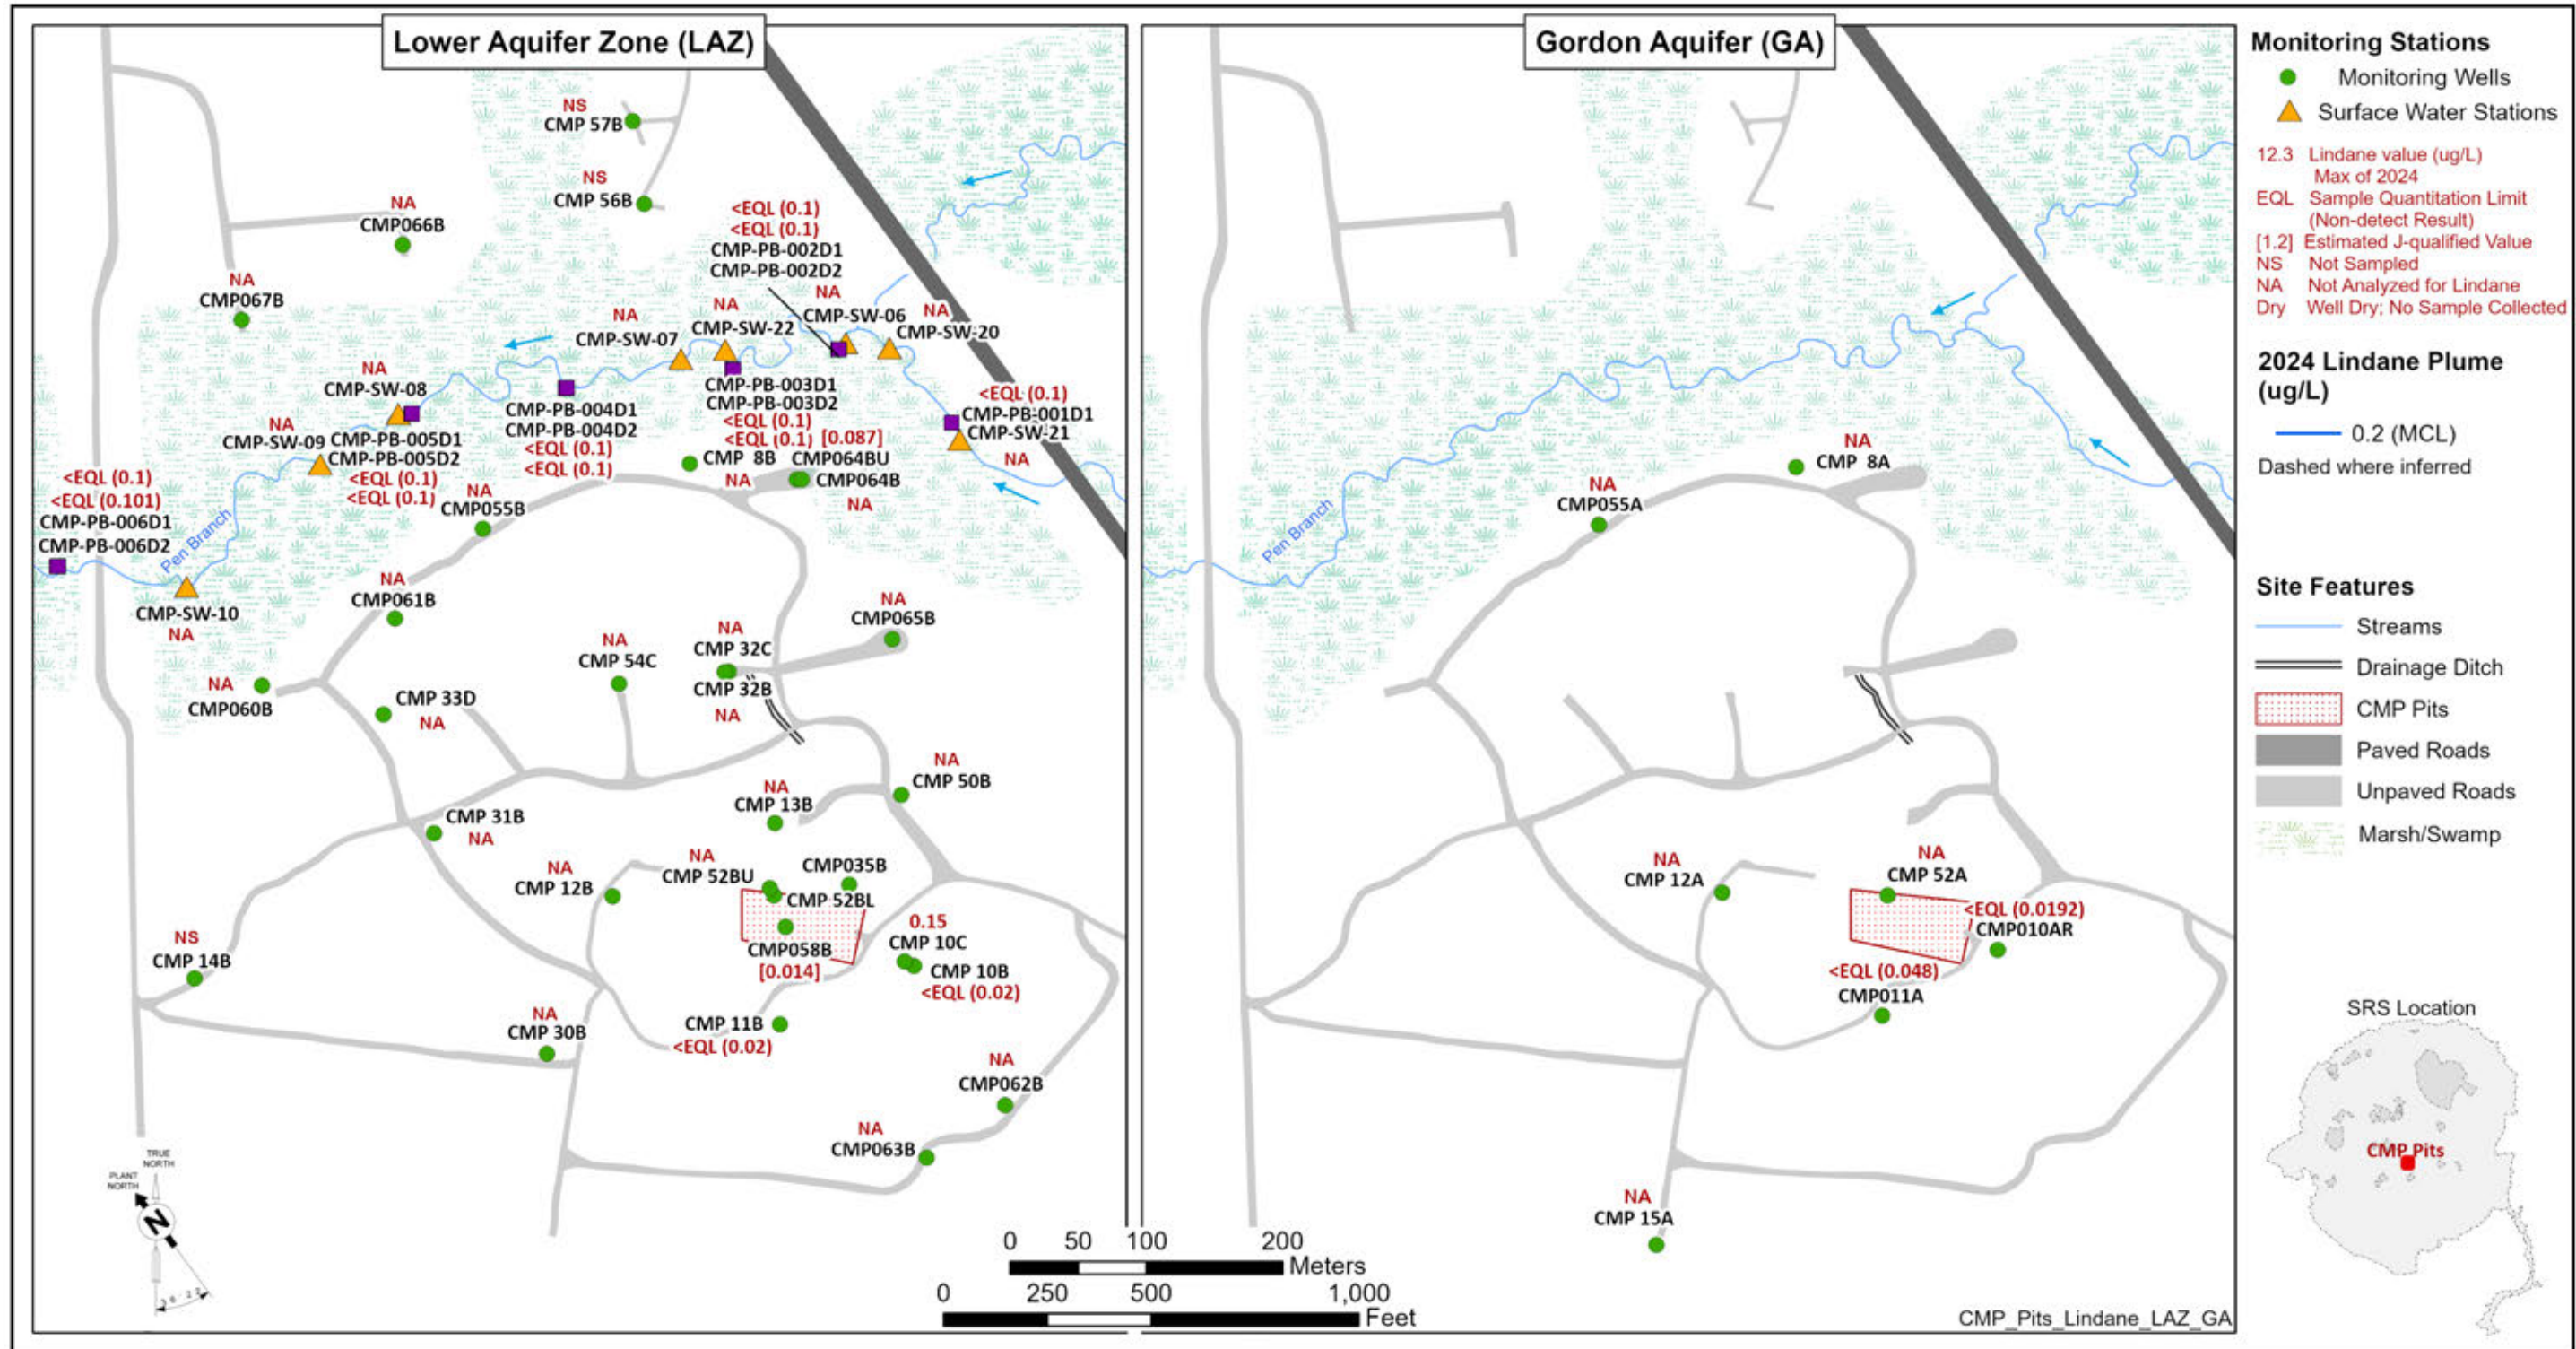 Lower Aquifer Zone (LAZ)
NS
CMP 57B
NS
CMP 56B
NA
CMP066B
NA
CMP067B
<EQL (0.1)
<EQL (0.1)
CMP-PB-002D1
CMP-PB-002D2
NA
CMP-SW-06
NA
CMP-SW-20
NA
CMP-SW-22
NA
CMP-SW-07
CMP-PB-003D1
CMP-PB-003D2
<EQL (0.1)
<EQL (0.1)
<EQL (0.1)
CMP-PB-001D1
CMP-SW-21
NA
NA
CMP-SW-08
CMP-PB-004D1
CMP-PB-004D2
<EQL (0.1)
<EQL (0.1)
NA
CMP-SW-09
CMP-PB-005D1
CMP-PB-005D2
<EQL (0.1)
<EQL (0.1)
<EQL (0.1)
<EQL (0.101)
CMP-PB-006D1
CMP-PB-006D2
Pen Branch
CMP-SW-10
NA
[0.087]
CMP 8B
NA
CMP064BU
CMP064B
NA
NA
CMP055B
NA
CMP061B
NA
CMP060B
CMP 33D
NA
NA
CMP 54C
NA
CMP 32C
CMP 32B
NA
NA
CMP065B
NA
CMP 50B
NA
CMP 13B
CMP 31B
NA
NA
CMP 12B
NA
CMP 52BU
CMP035B
CMP 52BL
CMP058B
[0.014]
0.15
CMP 10C
CMP 10B
<EQL (0.02)
NS
CMP 14B
NA
CMP 30B
CMP 11B
<EQL (0.02)
NA
CMP062B
NA
CMP063B
TRUE
NORTH
PLANT
NORTH
N
0 50 100 200
Meters
0 250 500 1,000
Feet
Gordon Aquifer (GA)
NA
CMP 8A
NA
CMP055A
Pen Branch
NA
CMP 12A
NA
CMP 52A
<EQL (0.0192)
CMP010AR
<EQL (0.048)
CMP011A
NA
CMP 15A
CMP_Pits_Lindane_LAZ_GA
Monitoring Stations
Monitoring Wells
Surface Water Stations
12.3 Lindane value (ug/L)
Max of 2024
EQL Sample Quantitation Limit
(Non-detect Result)
[1.2] Estimated J-qualified Value
NS Not Sampled
NA Not Analyzed for Lindane
Dry Well Dry; No Sample Collected
2024 Lindane Plume
(ug/L)
0.2 (MCL)
Dashed where inferred
Site Features
Streams
Drainage Ditch
CMP Pits
Paved Roads
Unpaved Roads
Marsh/Swamp
SRS Location
CMP Pits